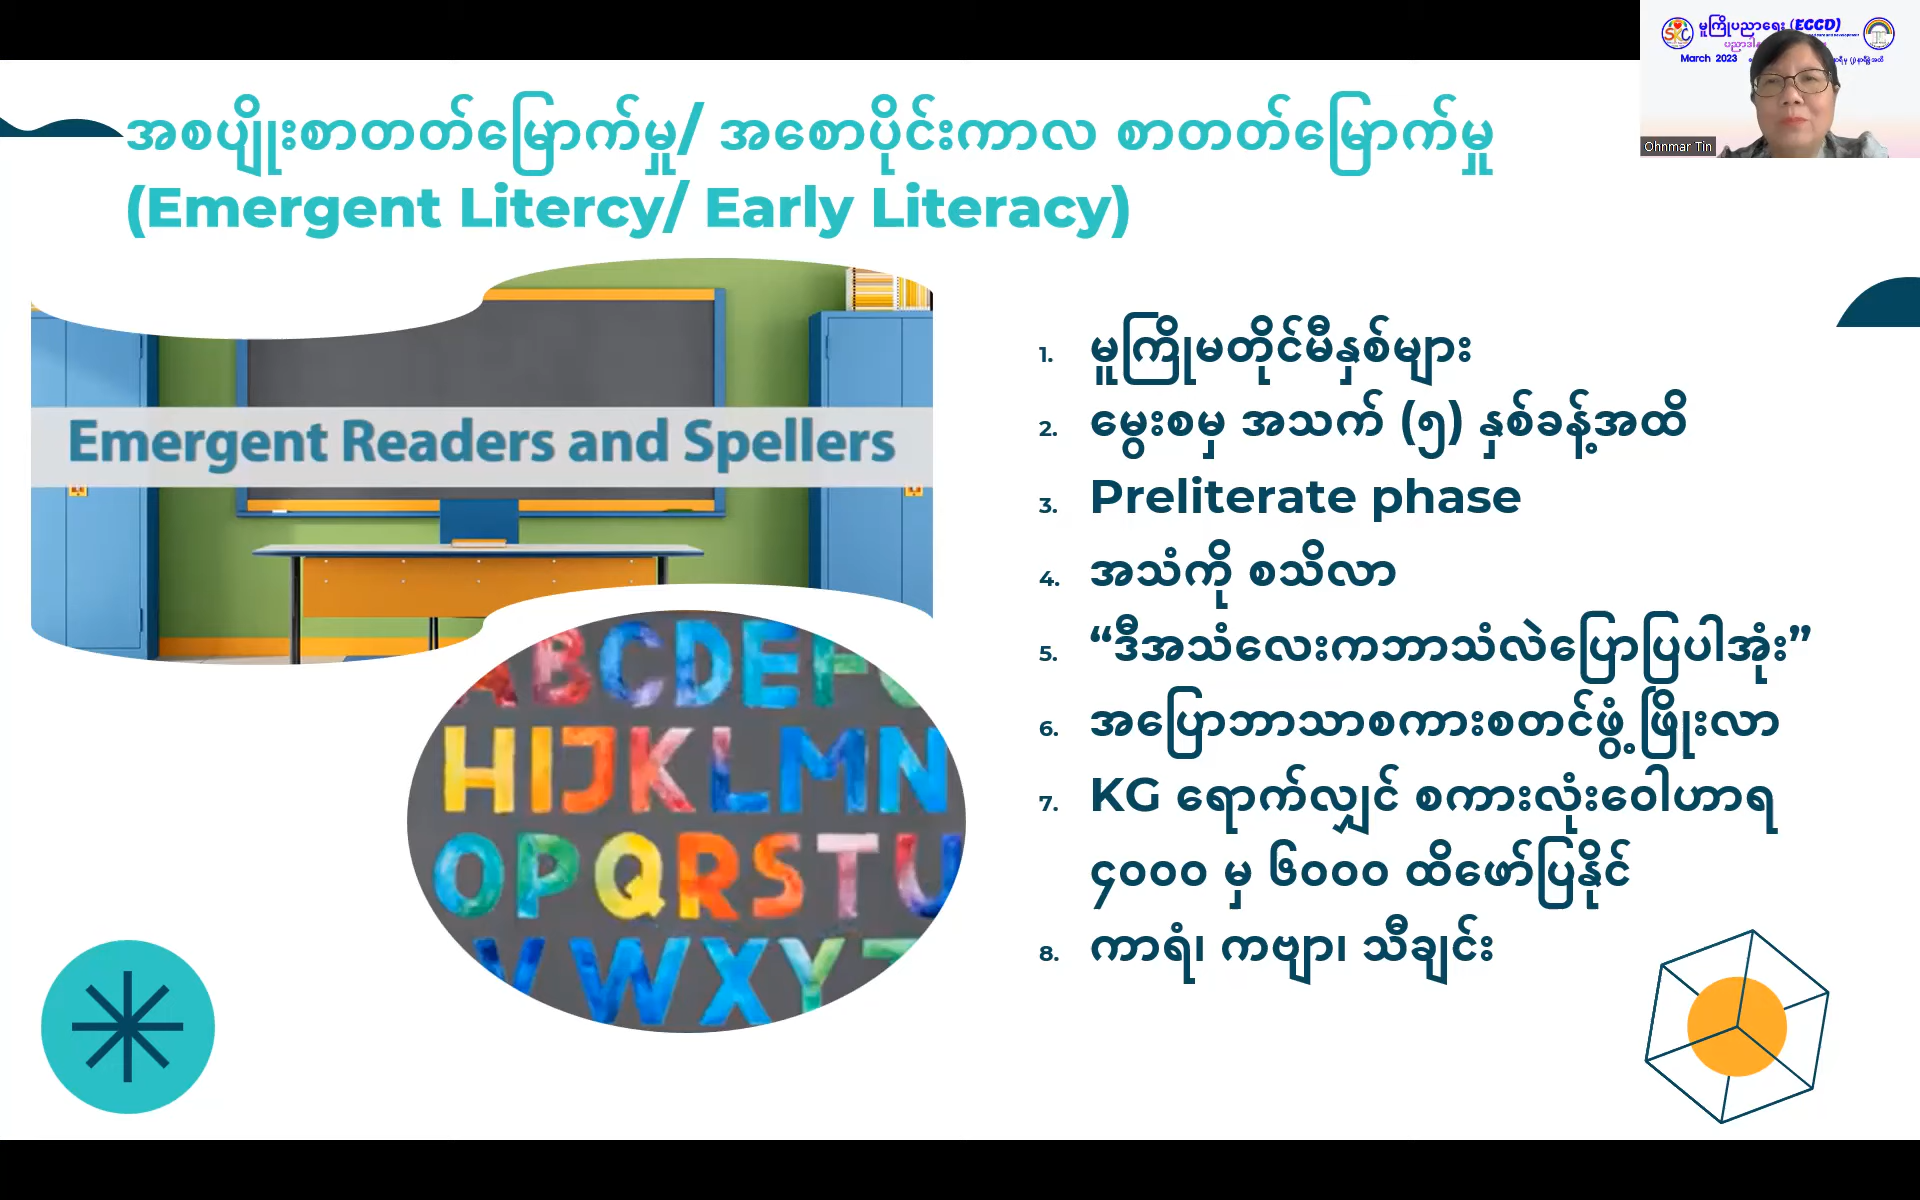 မူကြိုပညာရေး (ECCD)
March 2023
Ohnmar Tin
အစပျိုးစာတတ်မြောက်မှု/ အစောပိုင်းကာလ စာတတ်မြောက်မှု
(Emergent Litercy/ Early Literacy)
Emergent Readers and Spellers
ABCDEFG
HIJKLMN
OPQRSTU
VWXYZ
1. မူကြိုမတိုင်မီနှစ်များ
2. မွေးစမှ အသက် (၅) နှစ်ခန့်အထိ
3. Preliterate phase
4. အသံကို စသိလာ
5. “ဒီအသံလေးကဘာသံလဲပြောပြပါအုံး”
6. အပြောဘာသာစကားစတင်ဖွံ့ဖြိုးလာ
7. KG ရောက်လျှင် စကားလုံးဝေါဟာရ
၄၀၀၀ မှ ၆၀၀၀ ထိဖော်ပြနိုင်
8. ကာရံ၊ ကဗျာ၊ သီချင်း